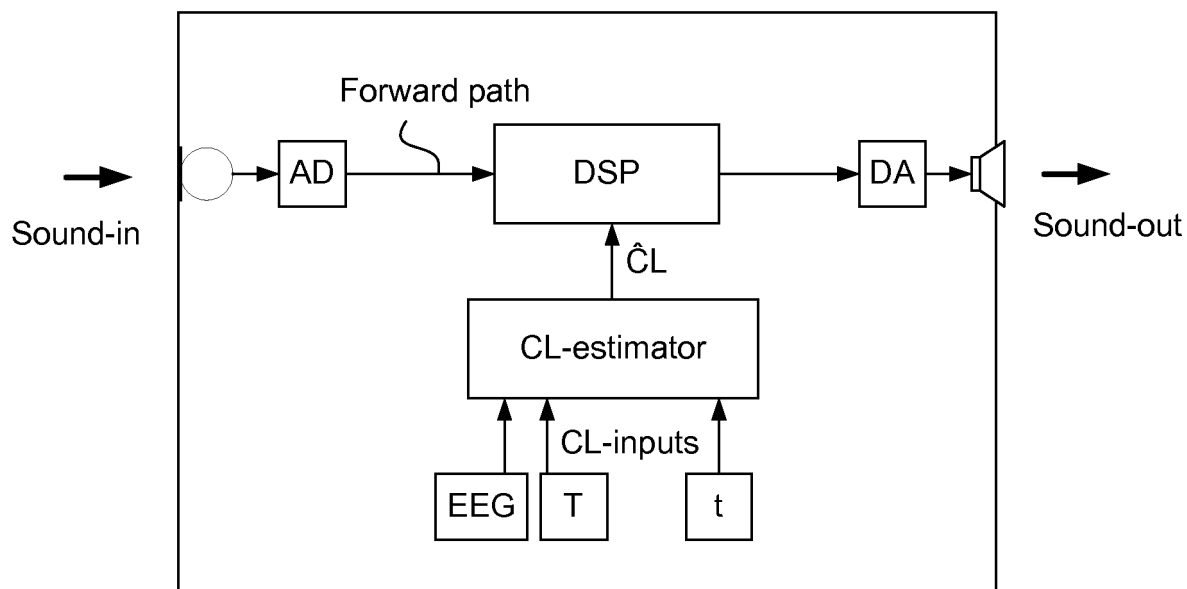 Forward path
AD
DSP
DA
Sound-in
Sound-out
ĈL
CL-estimator
CL-inputs
EEG
T
t